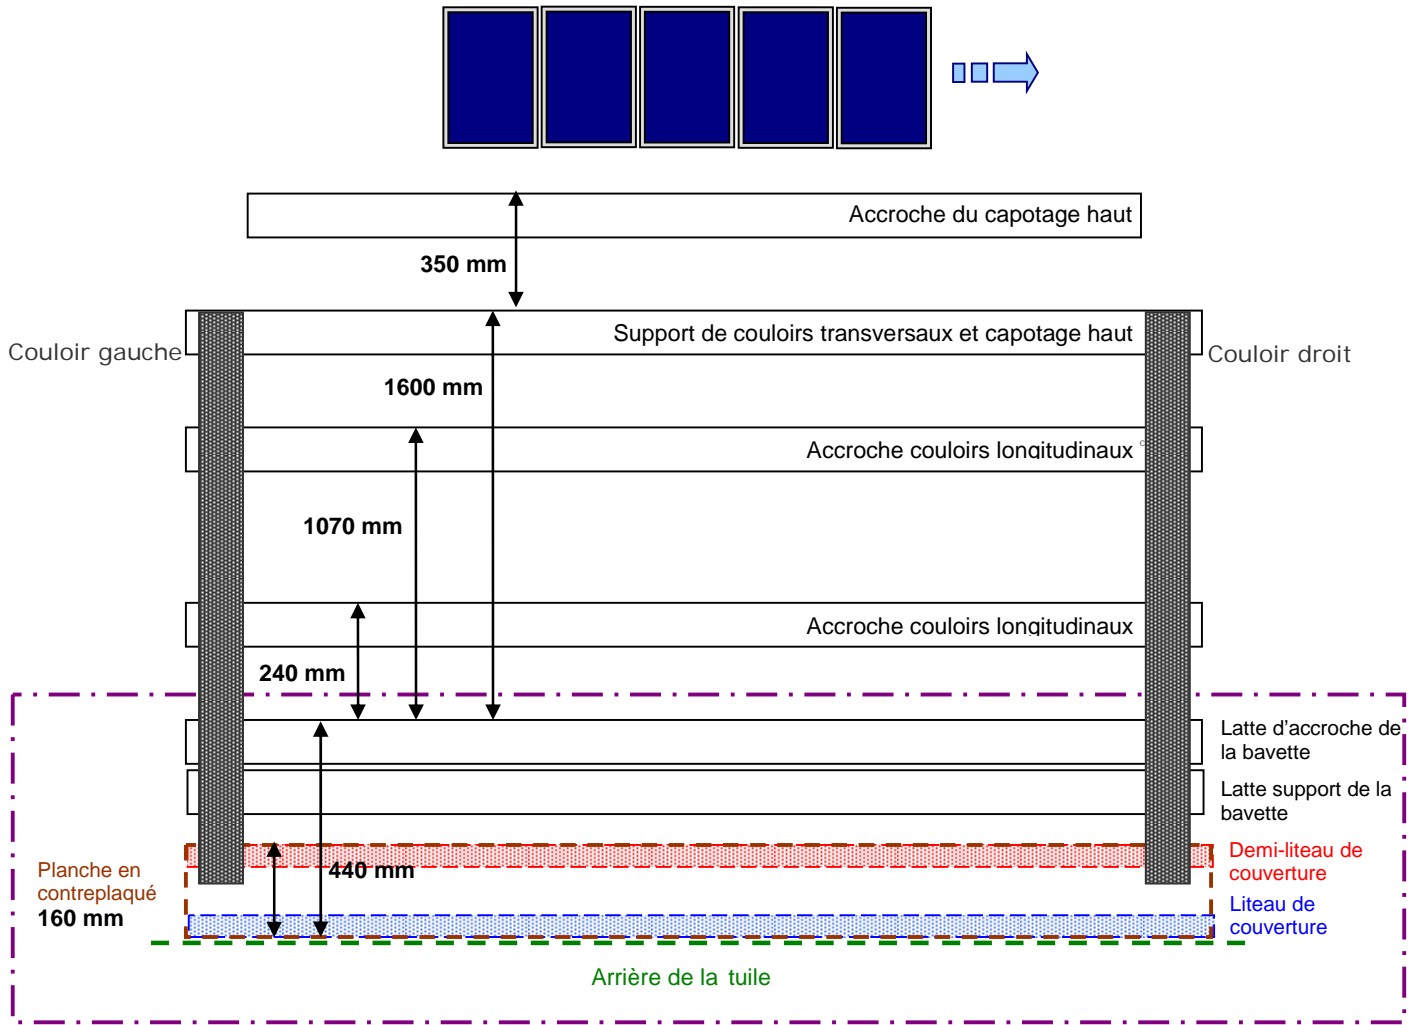 Accroche du capotage haut
350 mm
Support de couloirs transversaux et capotage haut
Couloir gauche
Couloir droit
1600 mm
Accroche couloirs longitudinaux
1070 mm
Accroche couloirs longitudinaux
240 mm
Latte d'accroche de
la bavette
Latte support de la
bavette
Planche en
contreplaqué
160 mm
440 mm
Demi-liteau de
couverture
Liteau de
couverture
Arrière de la tuile